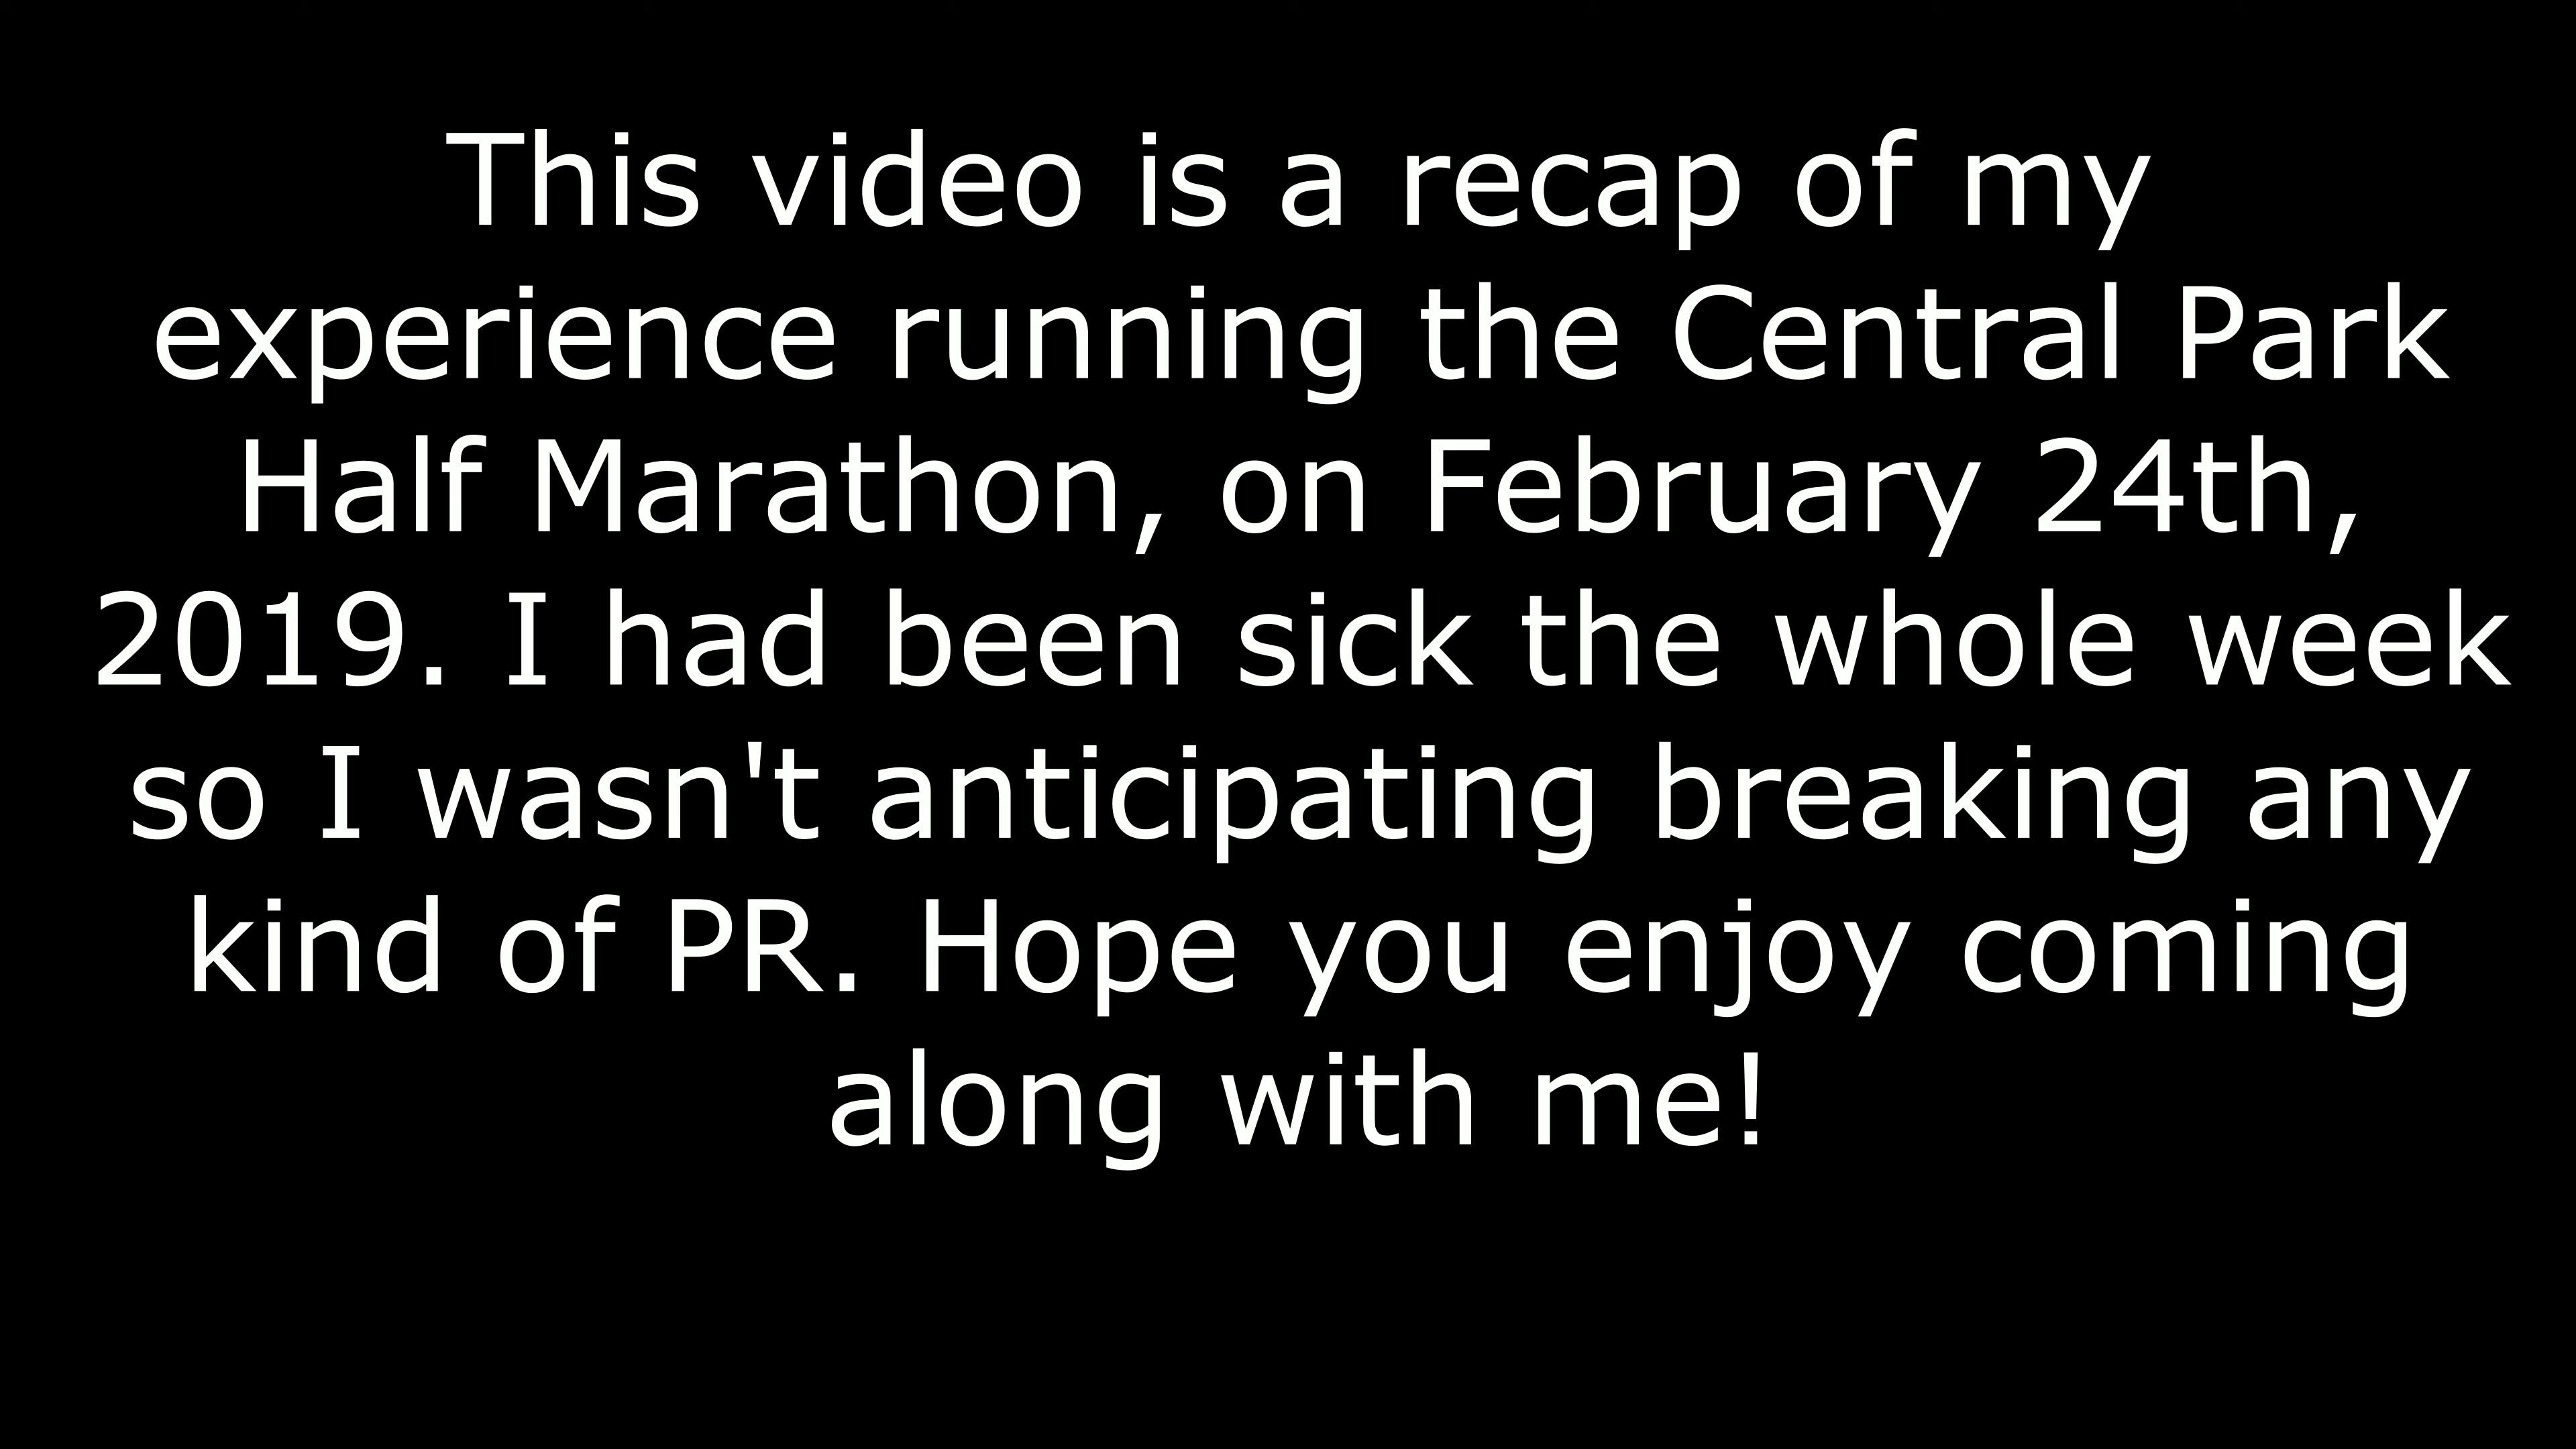 This video is a recap of my
experience running the Central Park
Half Marathon, on February 24th,
2019. I had been sick the whole week
so I wasn't anticipating breaking any
kind of PR. Hope you enjoy coming
along with me!